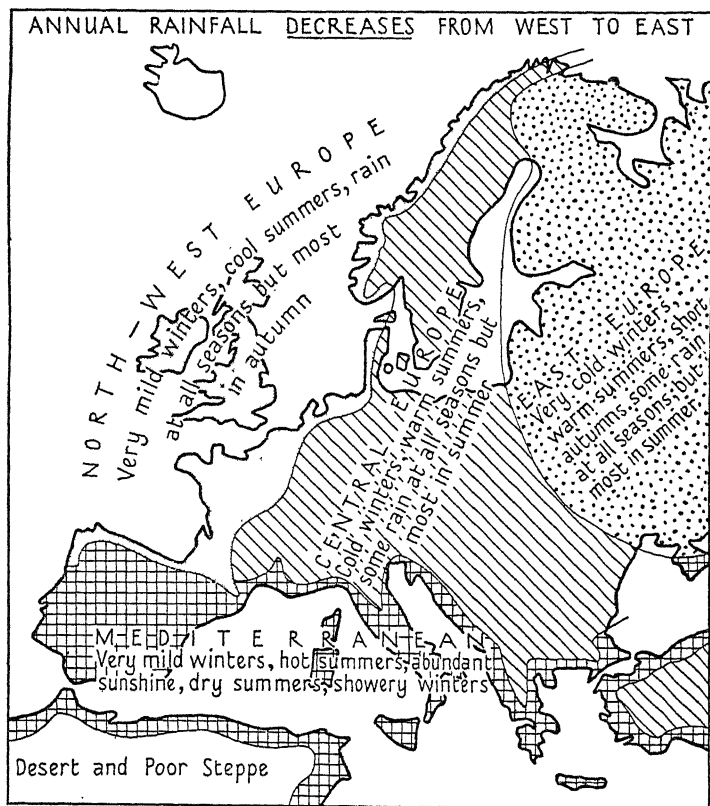 ANNUAL RAINFALL DECREASES FROM WEST TO EAST
NORTH-WEST EUROPE
Very mild winters, cool summers, rain
at all seasons but most
in autumn
CENTRAL EUROPE
Cold winters, warm summers,
some rain at all seasons but
most in summer
EAST EUROPE
Very cold winters,
warm summers, short
autumns, some rain
at all seasons, but
most in summer.
MEDITERRANEAN
Very mild winters, hot summers, abundant
sunshine, dry summers, showery winters
Desert and Poor Steppe